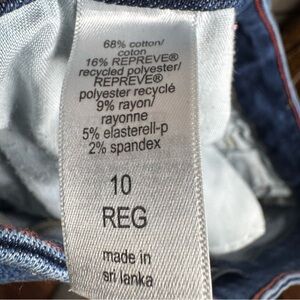 68% cotton/
coton
16% REPREVE®
recycled polyester/
REPREVE®
polyester recyclé
9% rayon/
rayonne
5% elasterell-p
2% spandex
10
REG
made in
sri lanka